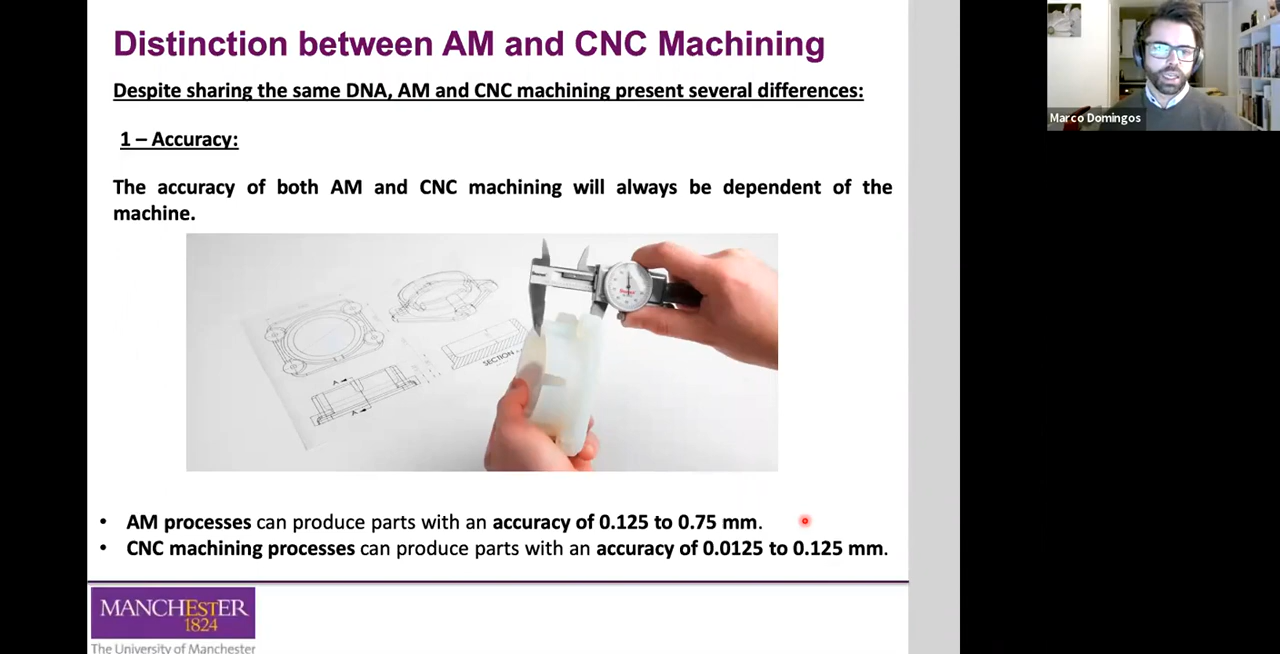 Distinction between AM and CNC Machining
Despite sharing the same DNA, AM and CNC machining present several differences:
1 – Accuracy:
The accuracy of both AM and CNC machining will always be dependent of the
machine.
A
A
SECTION
• AM processes can produce parts with an accuracy of 0.125 to 0.75 mm.
• CNC machining processes can produce parts with an accuracy of 0.0125 to 0.125 mm.
MANCHESTER
1824
The University of Manchester
Marco Domingos